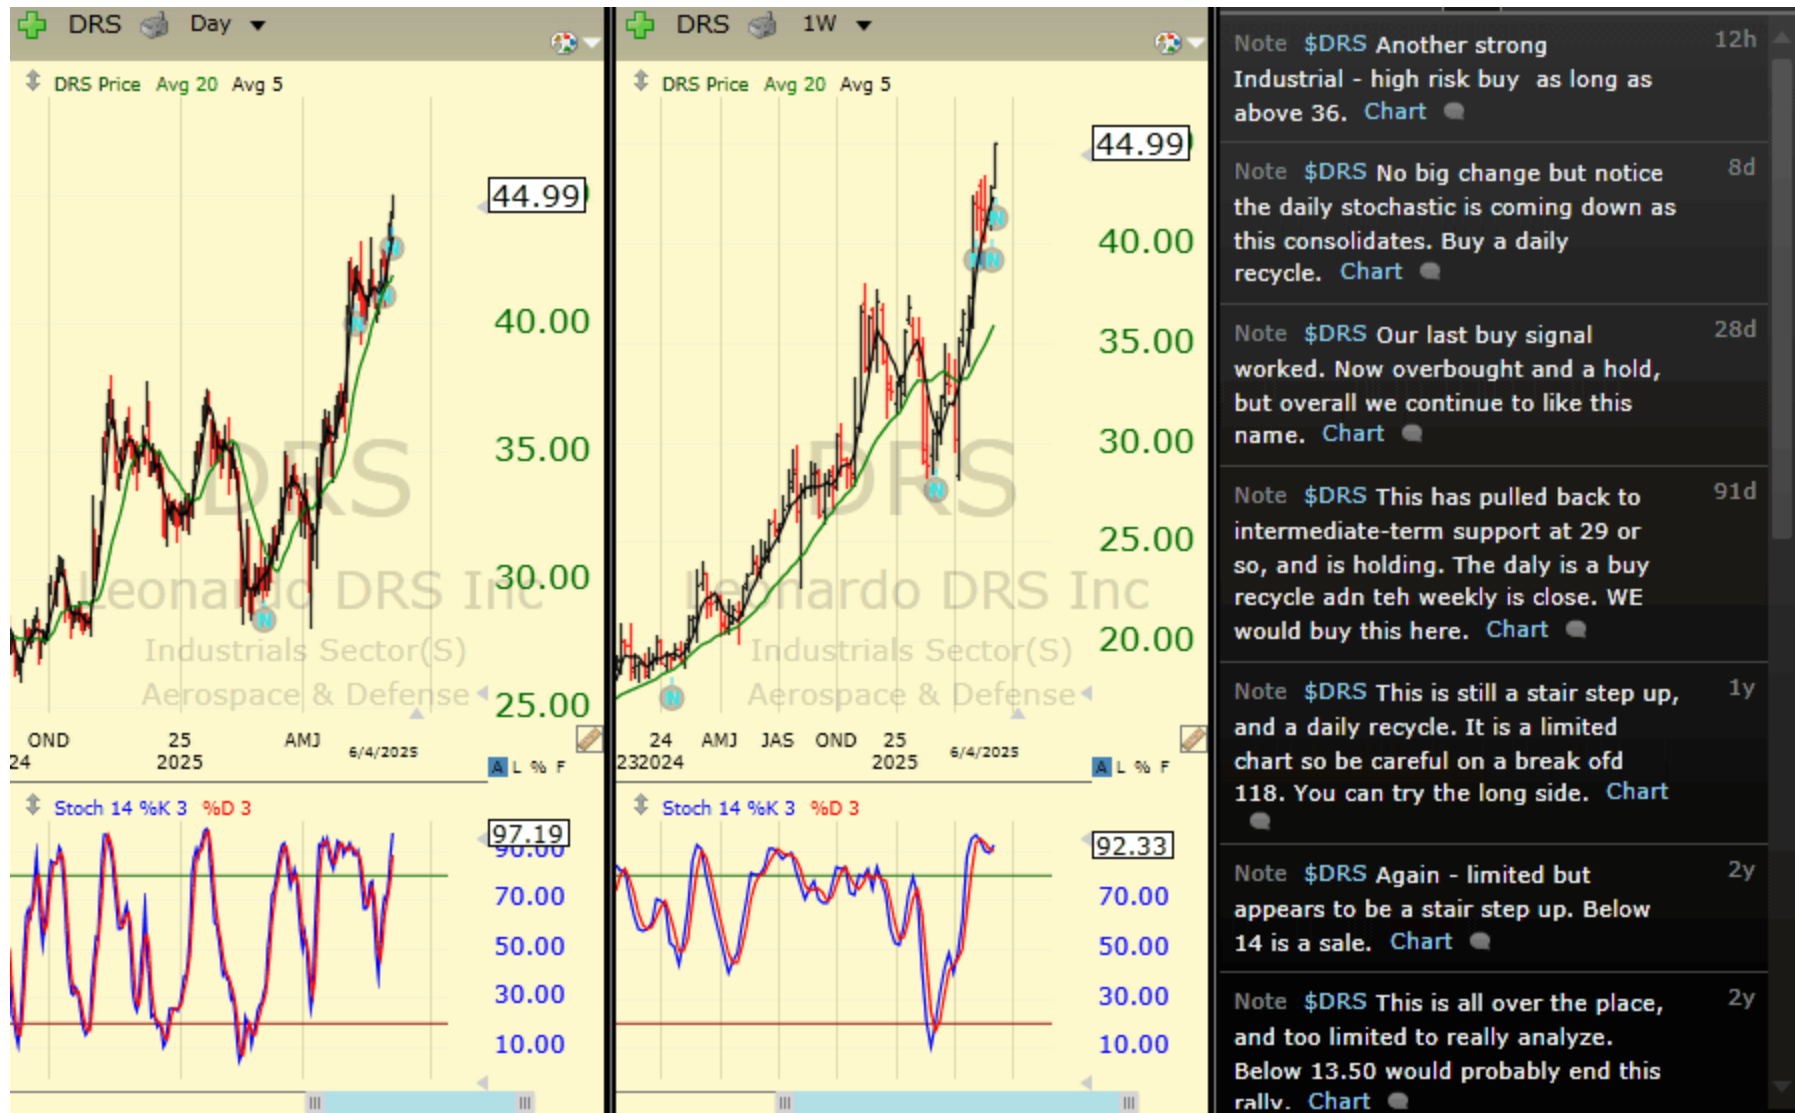 DRS Day
DRS Price Avg 20 Avg 5
44.99
40.00
35.00
30.00
25.00
DRS
Leonardo DRS Inc
Industrials Sector(S)
Aerospace & Defense
N
N
N
N
OND 25 AMJ 6/4/2025
24 2025
A L % F
Stoch 14 %K 3 %D 3
97.19
90.00
70.00
50.00
30.00
10.00
DRS 1W
DRS Price Avg 20 Avg 5
44.99
40.00
35.00
30.00
25.00
20.00
DRS
Leonardo DRS Inc
Industrials Sector(S)
Aerospace & Defense
N
N N
N
N
24 AMJ JAS OND 25 6/4/2025
232024 2025
A L % F
Stoch 14 %K 3 %D 3
92.33
70.00
50.00
30.00
10.00
Note $DRS Another strong 12h
Industrial - high risk buy as long as
above 36. Chart
Note $DRS No big change but notice 8d
the daily stochastic is coming down as
this consolidates. Buy a daily
recycle. Chart
Note $DRS Our last buy signal 28d
worked. Now overbought and a hold,
but overall we continue to like this
name. Chart
Note $DRS This has pulled back to 91d
intermediate-term support at 29 or
so, and is holding. The daly is a buy
recycle adn teh weekly is close. WE
would buy this here. Chart
Note $DRS This is still a stair step up, 1y
and a daily recycle. It is a limited
chart so be careful on a break ofd
118. You can try the long side. Chart
Note $DRS Again - limited but 2y
appears to be a stair step up. Below
14 is a sale. Chart
Note $DRS This is all over the place, 2y
and too limited to really analyze.
Below 13.50 would probably end this
rally. Chart